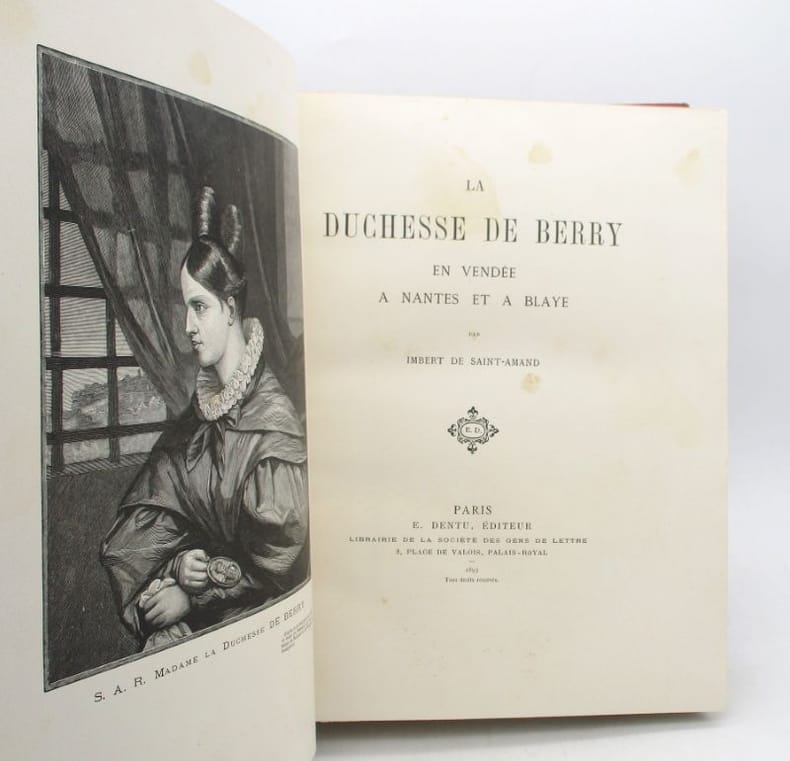 S. A. R. MADAME LA DUCHESSE DE BERRY
LA
DUCHESSE DE BERRY
EN VENDÉE
A NANTES ET A BLAYE
PAR
IMBERT DE SAINT-AMAND
E. D.
PARIS
E. DENTU, ÉDITEUR
LIBRAIRIE DE LA SOCIÉTÉ DES GENS DE LETTRE
3, PLACE DE VALOIS, PALAIS-ROYAL
Tous droits réservés.